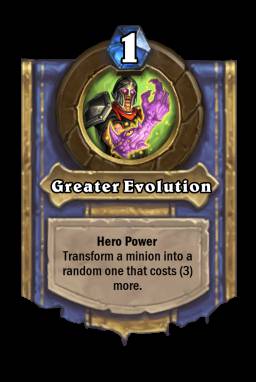 1
Greater Evolution
Hero Power
Transform a minion into a
random one that costs (3)
more.